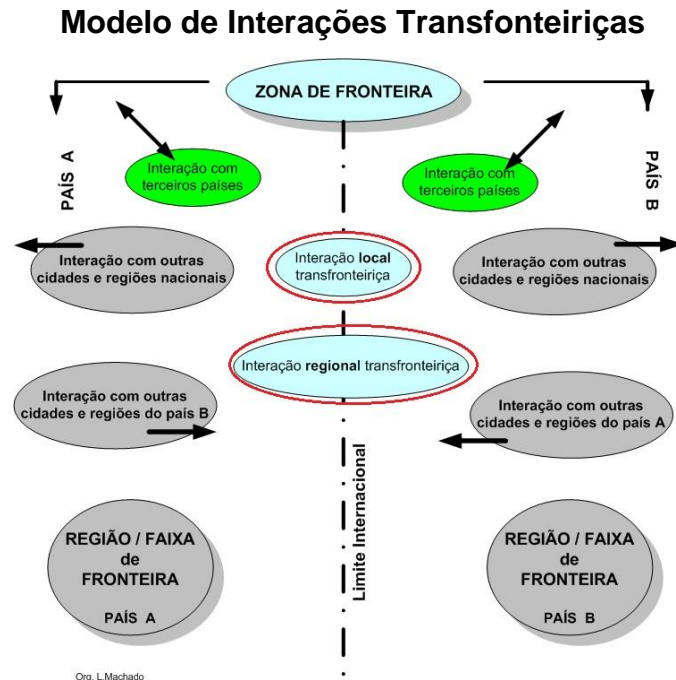 Modelo de Interações Transfonteiriças
ZONA DE FRONTEIRA
PAÍS A
PAÍS B
Interação com
terceiros países
Interação com
terceiros países
Interação com outras
cidades e regiões nacionais
Interação local
transfronteiriça
Interação com outras
cidades e regiões nacionais
Interação regional transfronteiriça
Interação com outras
cidades e regiões do país B
Interação com outras
cidades e regiões do país A
Limite Internacional
REGIÃO / FAIXA
de
FRONTEIRA
PAÍS A
REGIÃO / FAIXA
de
FRONTEIRA
PAÍS B
Org. L.Machado